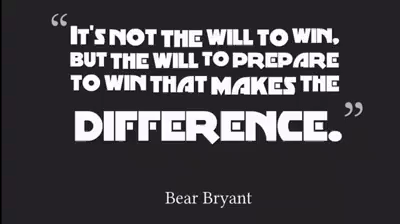 “IT'S NOT THE WILL TO WIN,
BUT THE WILL TO PREPARE
TO WIN THAT MAKES THE
DIFFERENCE.”
Bear Bryant